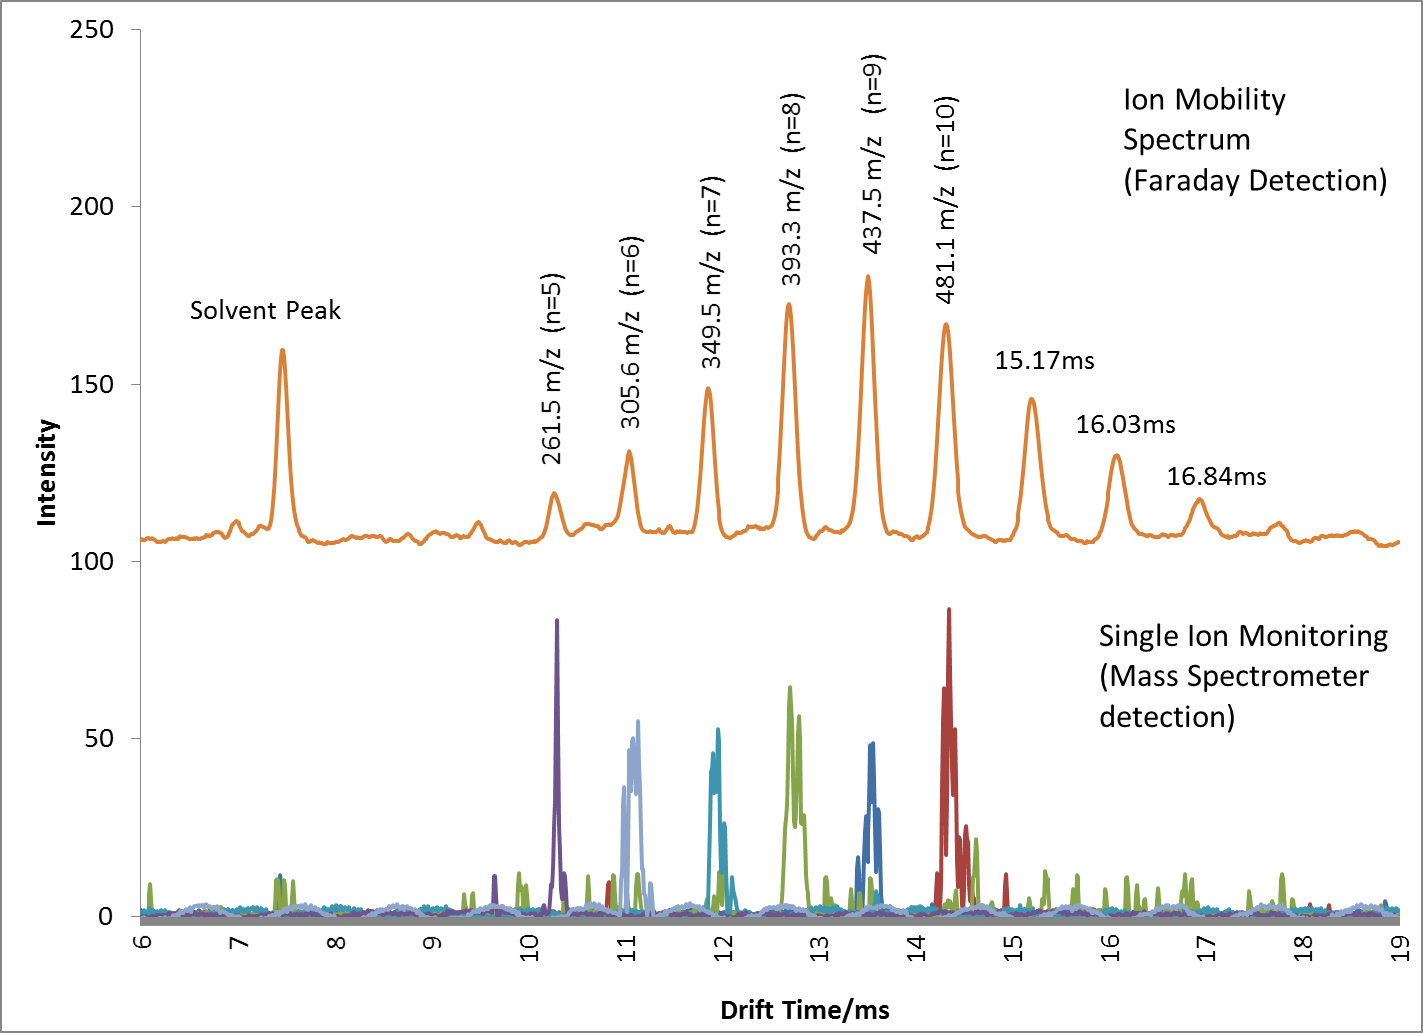 250
200
150
100
50
0
Intensity
Ion Mobility
Spectrum
(Faraday Detection)
Solvent Peak
261.5 m/z (n=5)
305.6 m/z (n=6)
349.5 m/z (n=7)
393.3 m/z (n=8)
437.5 m/z (n=9)
481.1 m/z (n=10)
15.17ms
16.03ms
16.84ms
Single Ion Monitoring
(Mass Spectrometer
detection)
6
7
8
9
10
11
12
13
14
15
16
17
18
19
Drift Time/ms